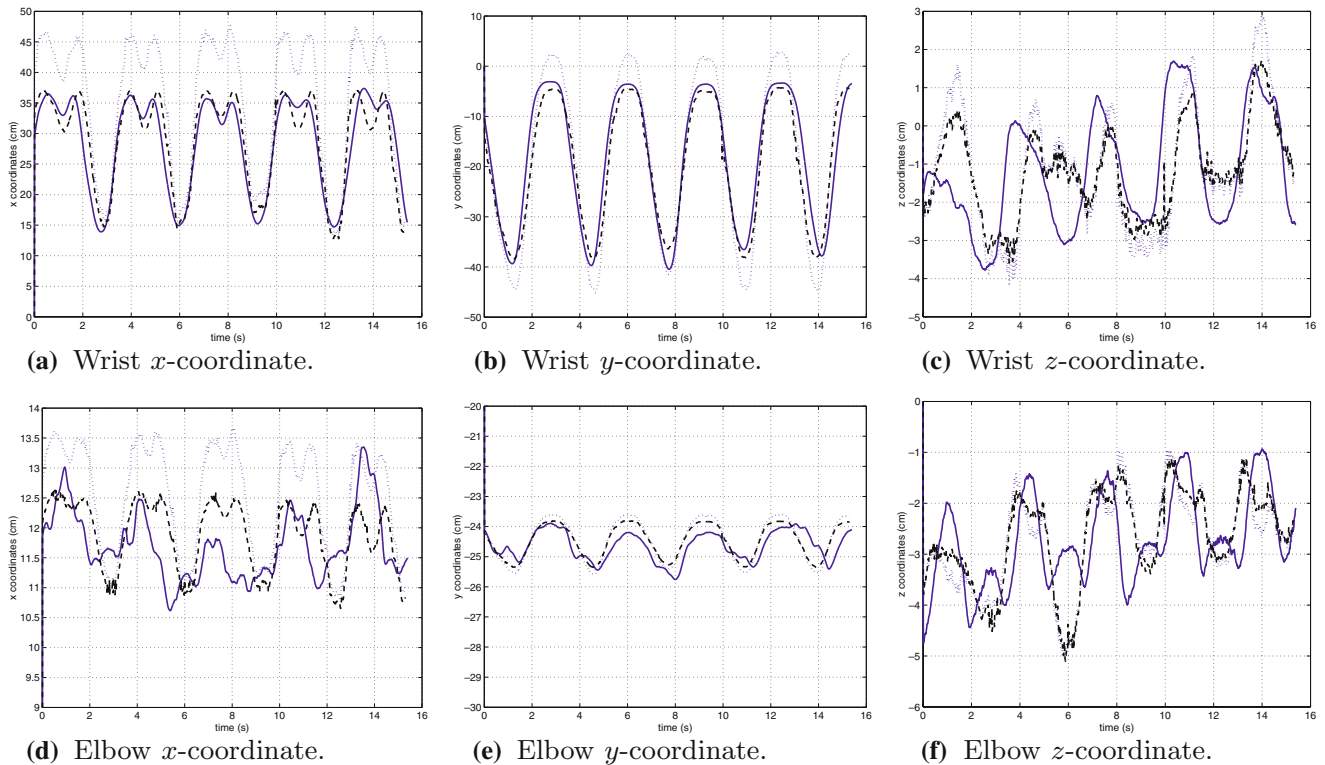 50
45
40
35
30
25
20
15
10
5
0
x coordinates (cm)
0 2 4 6 8 10 12 14 16
time (s)
(a) Wrist x-coordinate.
10
0
−10
−20
−30
−40
−50
y coordinates (cm)
0 2 4 6 8 10 12 14 16
time (s)
(b) Wrist y-coordinate.
3
2
1
0
−1
−2
−3
−4
−5
z coordinates (cm)
0 2 4 6 8 10 12 14 16
time (s)
(c) Wrist z-coordinate.
14
13.5
13
12.5
12
11.5
11
10.5
10
9.5
9
x coordinates (cm)
0 2 4 6 8 10 12 14 16
time (s)
(d) Elbow x-coordinate.
−20
−21
−22
−23
−24
−25
−26
−27
−28
−29
−30
y coordinates (cm)
0 2 4 6 8 10 12 14 16
time (s)
(e) Elbow y-coordinate.
0
−1
−2
−3
−4
−5
−6
z coordinates (cm)
0 2 4 6 8 10 12 14 16
time (s)
(f) Elbow z-coordinate.